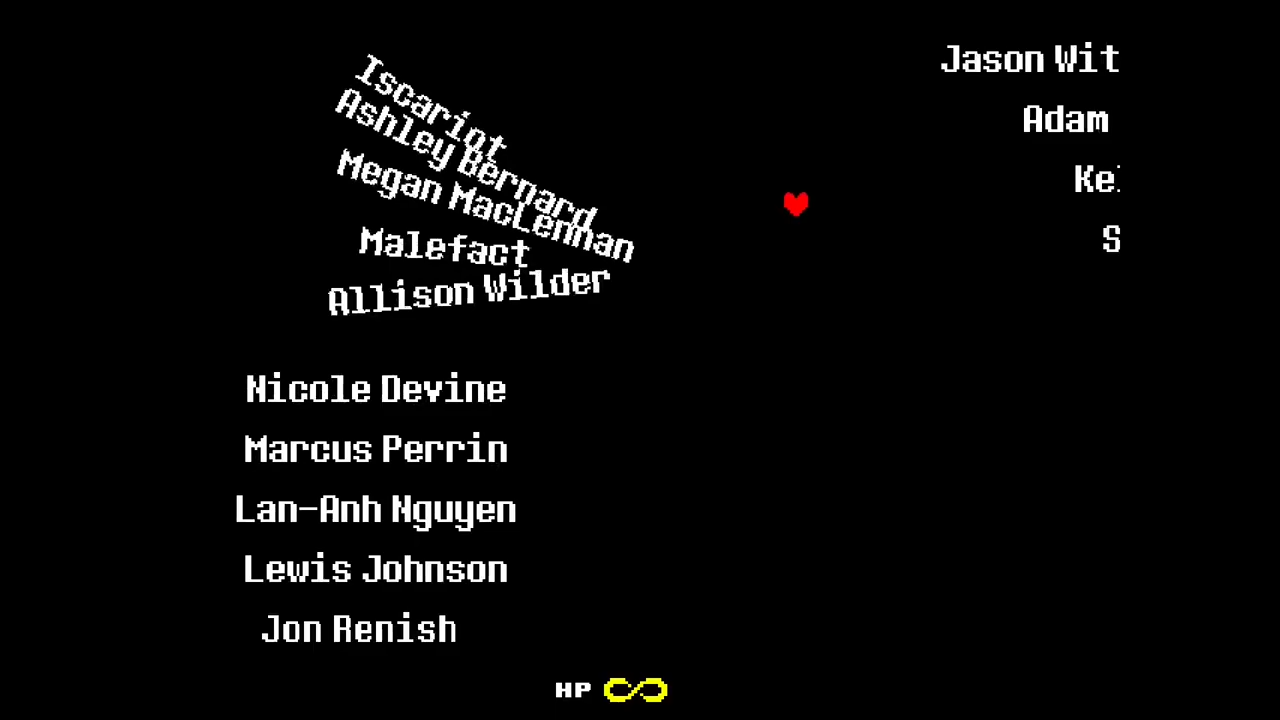 Iscariot
Ashley Bernard
Megan MacLennan
Malefact
Allison Wilder
Nicole Devine
Marcus Perrin
Lan-Anh Nguyen
Lewis Johnson
Jon Renish
Jason Wit
Adam
Ke
S
HP